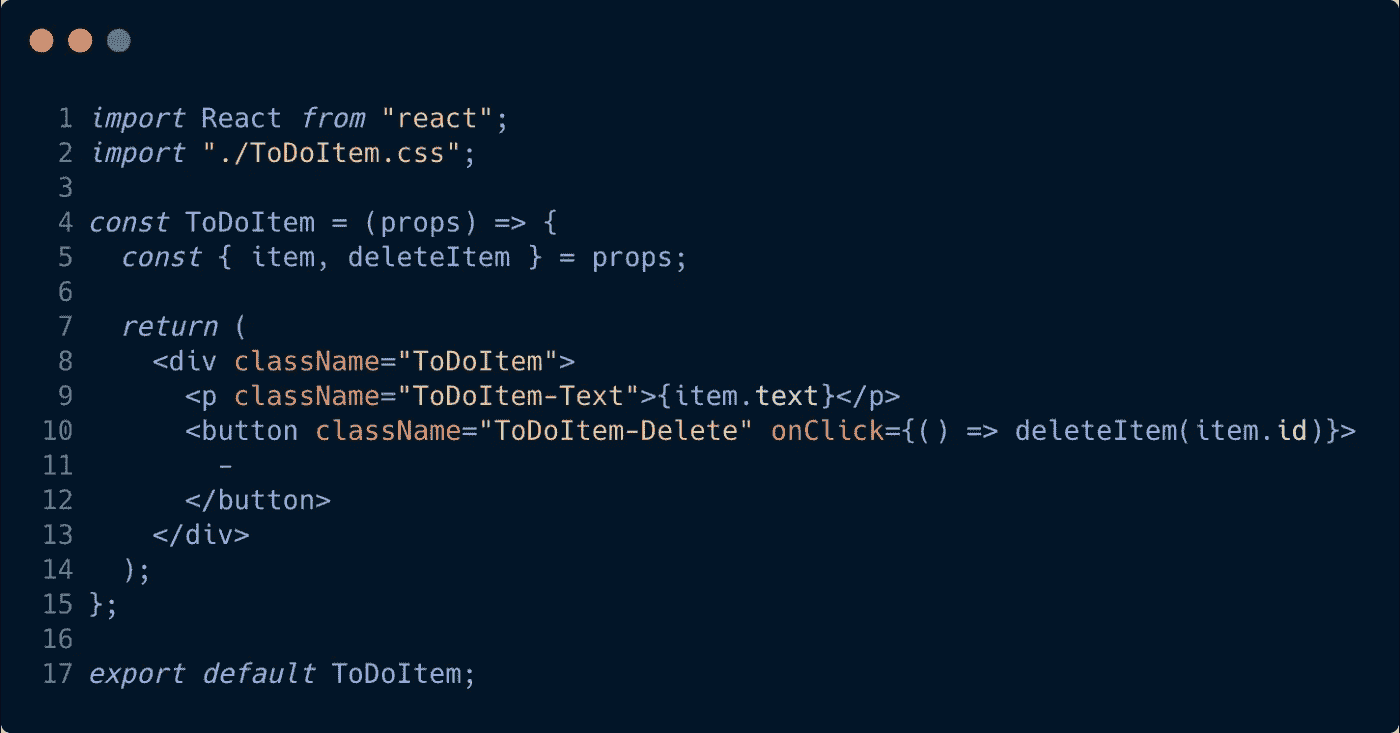 1 import React from "react";
2 import "./ToDoItem.css";
3
4 const ToDoItem = (props) => {
5   const { item, deleteItem } = props;
6
7   return (
8     <div className="ToDoItem">
9       <p className="ToDoItem-Text">{item.text}</p>
10       <button className="ToDoItem-Delete" onClick={() => deleteItem(item.id)}>
11         -
12       </button>
13     </div>
14   );
15 };
16
17 export default ToDoItem;